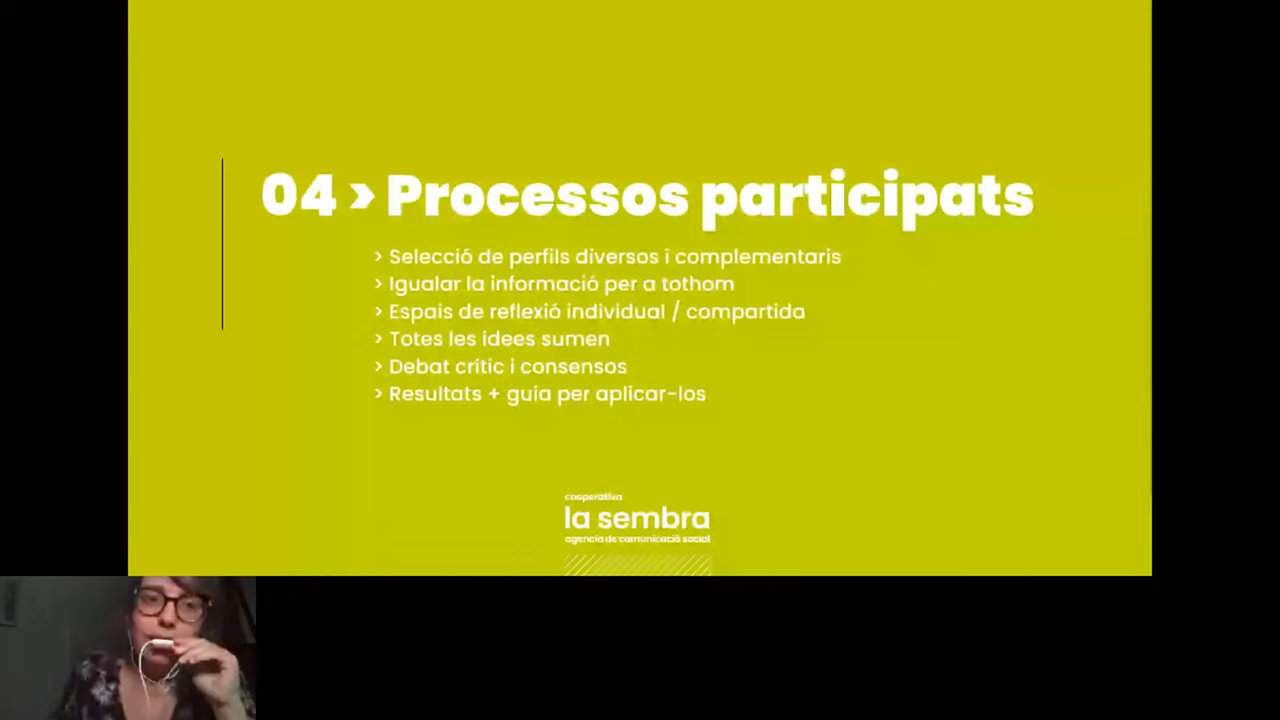 04 > Processos participats
> Selecció de perfils diversos i complementaris
> Igualar la informació per a tothom
> Espais de reflexió individual / compartida
> Totes les idees sumen
> Debat crític i consensos
> Resultats + guia per aplicar-los
cooperativa
la sembra
agencia de comunicació social